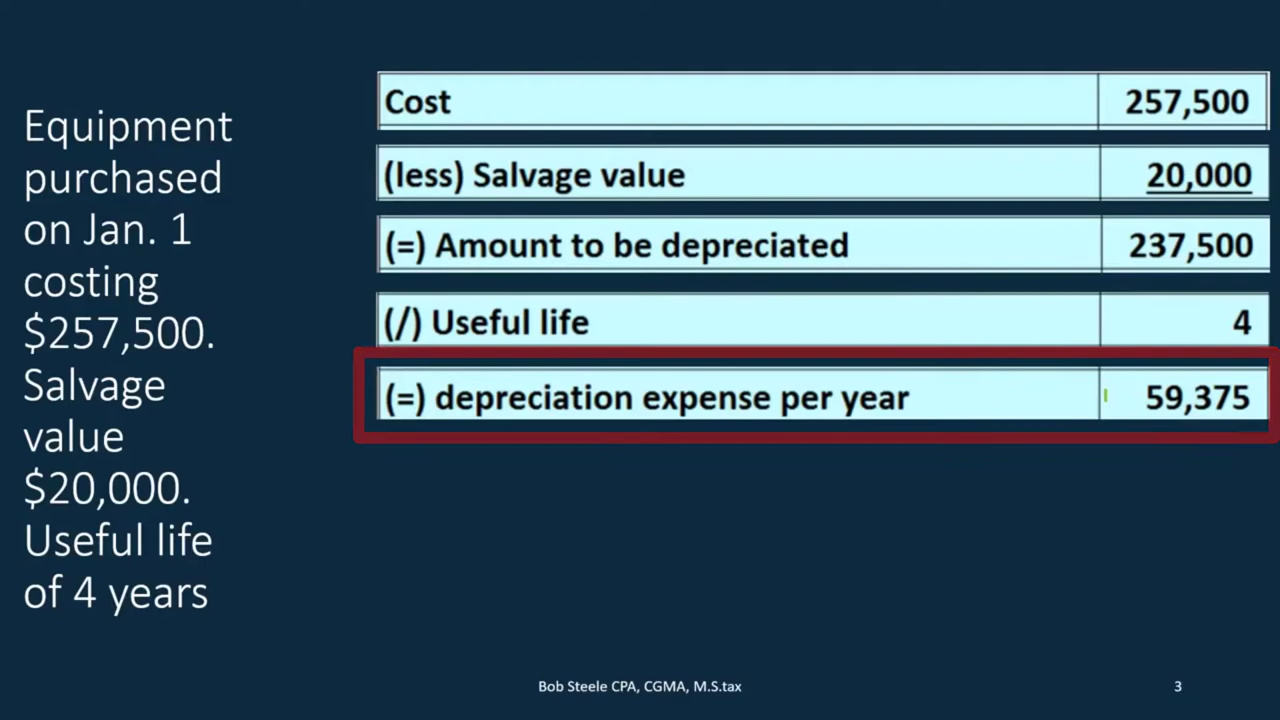 Equipment
purchased
on Jan. 1
costing
$257,500.
Salvage
value
$20,000.
Useful life
of 4 years
Cost 257,500
(less) Salvage value 20,000
(=) Amount to be depreciated 237,500
(/) Useful life 4
(=) depreciation expense per year 59,375
Bob Steele CPA, CGMA, M.S.tax 3